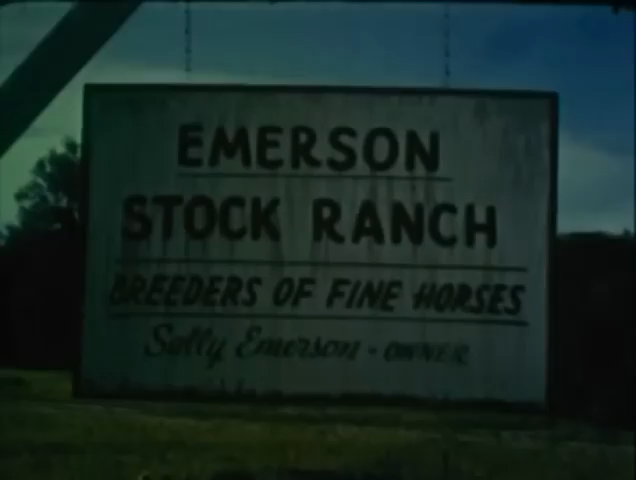 EMERSON
STOCK RANCH
BREEDERS OF FINE HORSES
Sally Emerson - OWNER